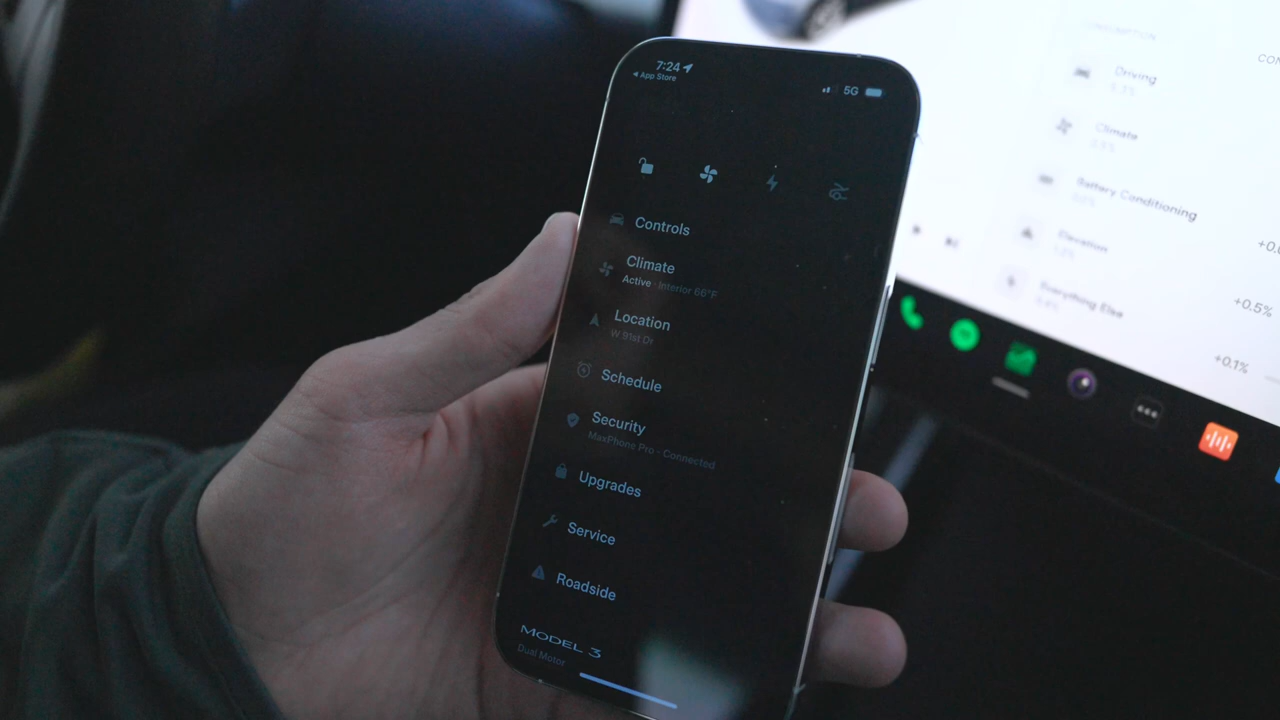 7:24
App Store
5G
Controls
Climate
Active · Interior 66°F
Location
W 91st Dr
Schedule
Security
MaxPhone Pro - Connected
Upgrades
Service
Roadside
MODEL 3
Dual Motor
Driving
Climate
Battery Conditioning
Elevation
Everything Else
+0.5%
+0.1%